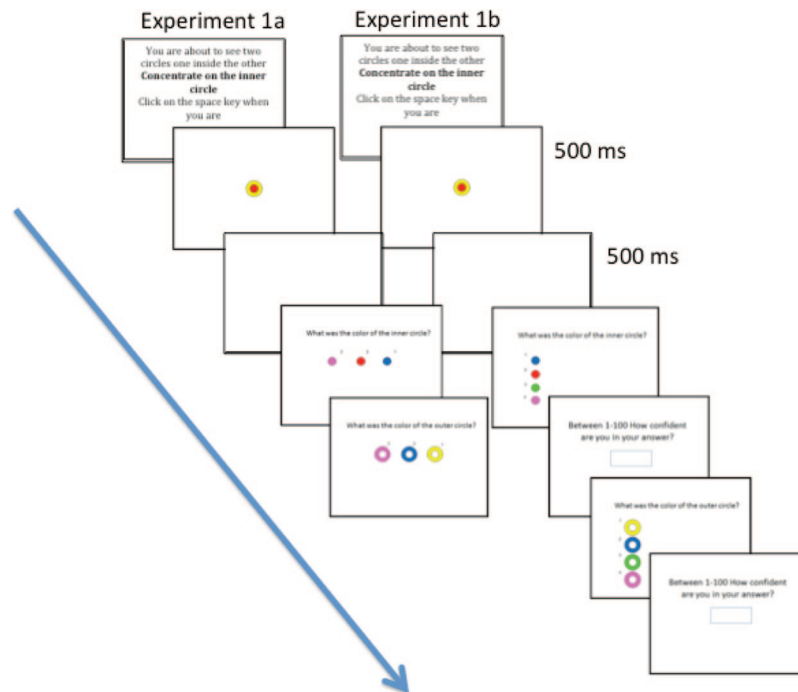 Experiment 1a
Experiment 1b
You are about to see two
circles one inside the other
Concentrate on the inner
circle
Click on the space key when
you are
You are about to see two
circles one inside the other
Concentrate on the inner
circle
Click on the space key when
you are
500 ms
500 ms
What was the color of the inner circle?
What was the color of the outer circle?
What was the color of the inner circle?
Between 1-100 How confident
are you in your answer?
What was the color of the outer circle?
Between 1-100 How confident
are you in your answer?